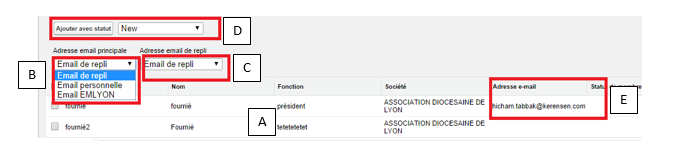 Ajouter avec statut New D
Adresse email principale Adresse email de repli
B Email de repli Email de repli C
Email de repli
Email personnelle
Email EMLYON
Nom Fonction Société Adresse e-mail E
fournié fournié président ASSOCIATION DIOCESAINE DE LYON hicham.tabbak@kerensen.com
A
fournié2 Fournié tetetetetet ASSOCIATION DIOCESAINE DE LYON